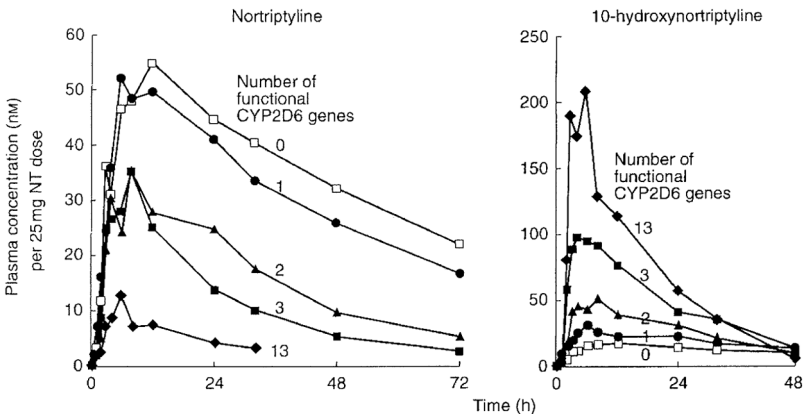 Nortriptyline
60
50
40
30
20
10
0
Plasma concentration (nM)
per 25mg NT dose
Number of
functional
CYP2D6 genes
0
1
2
3
13
0
24
48
72
10-hydroxynortriptyline
250
200
150
100
50
0
Number of
functional
CYP2D6 genes
13
3
2
1
0
0
24
48
Time (h)